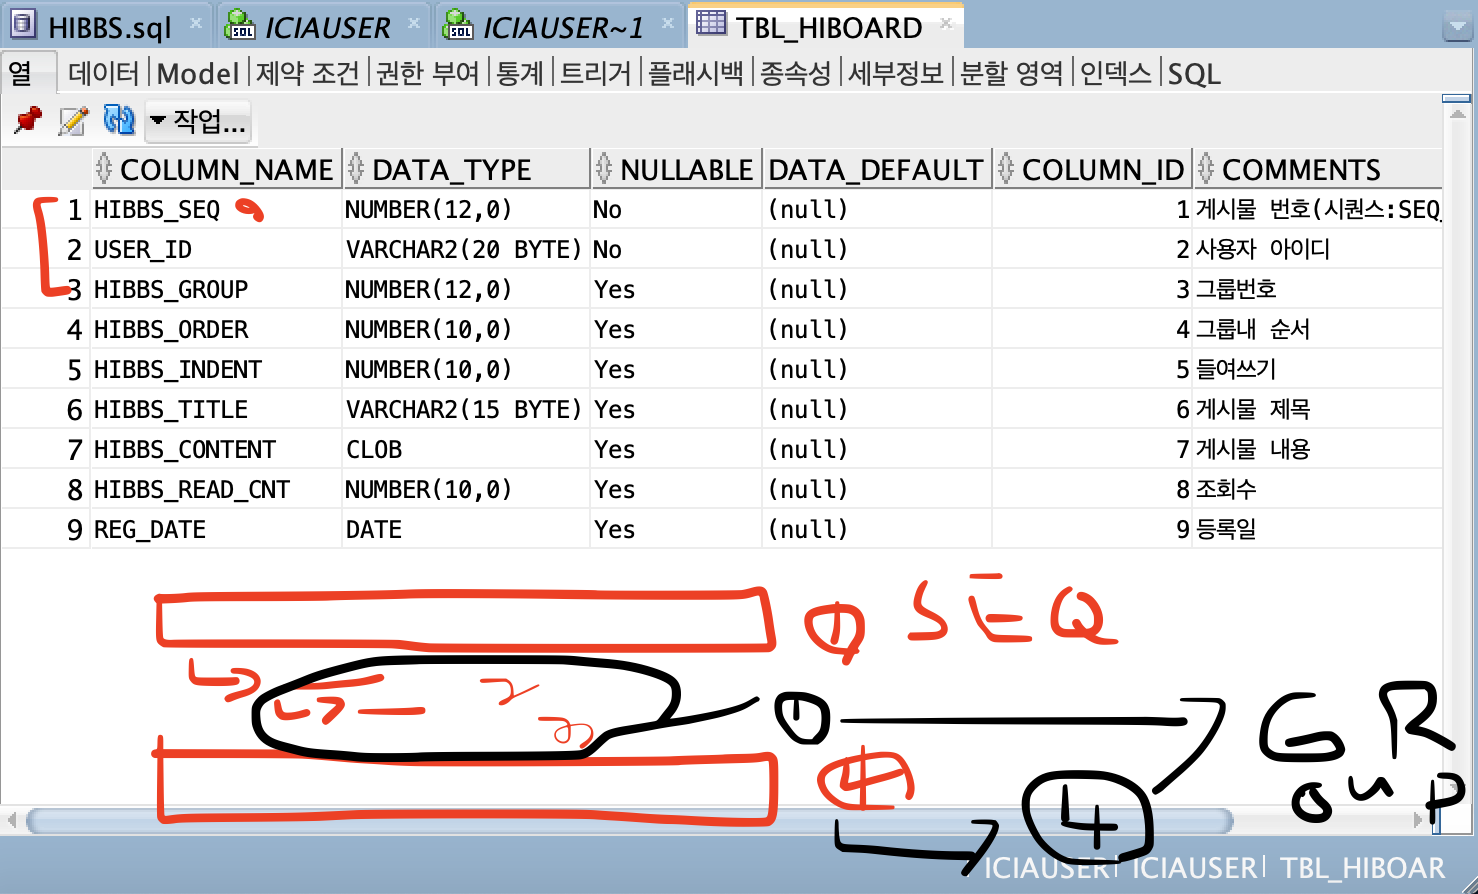 HIBBS.sql ICIAUSER ICIAUSER~1 TBL_HIBOARD
열 데이터 Model 제약 조건 권한 부여 통계 트리거 플래시백 종속성 세부정보 분할 영역 인덱스 SQL
작업...
COLUMN_NAME DATA_TYPE NULLABLE DATA_DEFAULT COLUMN_ID COMMENTS
1 HIBBS_SEQ NUMBER(12,0) No (null) 1 게시물 번호(시퀀스:SEQ_
2 USER_ID VARCHAR2(20 BYTE) No (null) 2 사용자 아이디
3 HIBBS_GROUP NUMBER(12,0) Yes (null) 3 그룹번호
4 HIBBS_ORDER NUMBER(10,0) Yes (null) 4 그룹내 순서
5 HIBBS_INDENT NUMBER(10,0) Yes (null) 5 들여쓰기
6 HIBBS_TITLE VARCHAR2(15 BYTE) Yes (null) 6 게시물 제목
7 HIBBS_CONTENT CLOB Yes (null) 7 게시물 내용
8 HIBBS_READ_CNT NUMBER(10,0) Yes (null) 8 조회수
9 REG_DATE DATE Yes (null) 9 등록일
1 SEQ
2
3
1 GROUP
4
4
ICIAUSER ICIAUSER TBL_HIBOAR